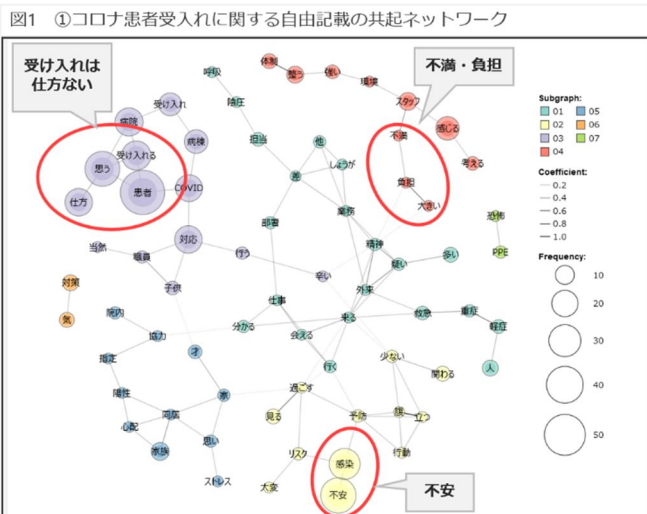 図1 ①コロナ患者受入れに関する自由記載の共起ネットワーク
受け入れは
仕方ない
不満・負担
不安
体制
整う
強い
環境
スタッフ
感じる
考える
不満
負担
大きい
呼吸
陰圧
担当
他
しょうが
差
業務
部署
精神
疑い
多い
外来
仕事
来る
分かる
会える
行く
救急
重症
軽症
人
受け入れ
病院
病棟
受け入れる
思う
患者
COVID
仕方
対応
当然
職員
行う
辛い
子供
恐怖
PPE
対策
気
院内
協力
指定
才
陽性
同居
家
心配
家族
思い
ストレス
少ない
関わる
過ごす
見る
予防
立つ
行動
リスク
感染
不安
大変
Subgraph:
01 05
02 06
03 07
04
Coefficient:
0.2
0.4
0.6
0.8
1.0
Frequency:
10
20
30
40
50